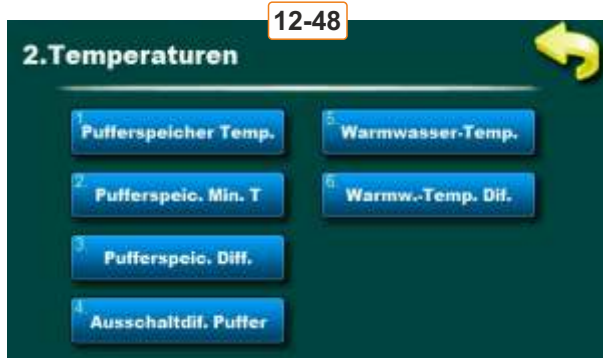 12-48
2.Temperaturen
1.
Pufferspeicher Temp.
2.
Pufferspeic. Min. T
3.
Pufferspeic. Diff.
4.
Ausschaltdif. Puffer
5.
Warmwasser-Temp.
6.
Warmw.-Temp. Dif.